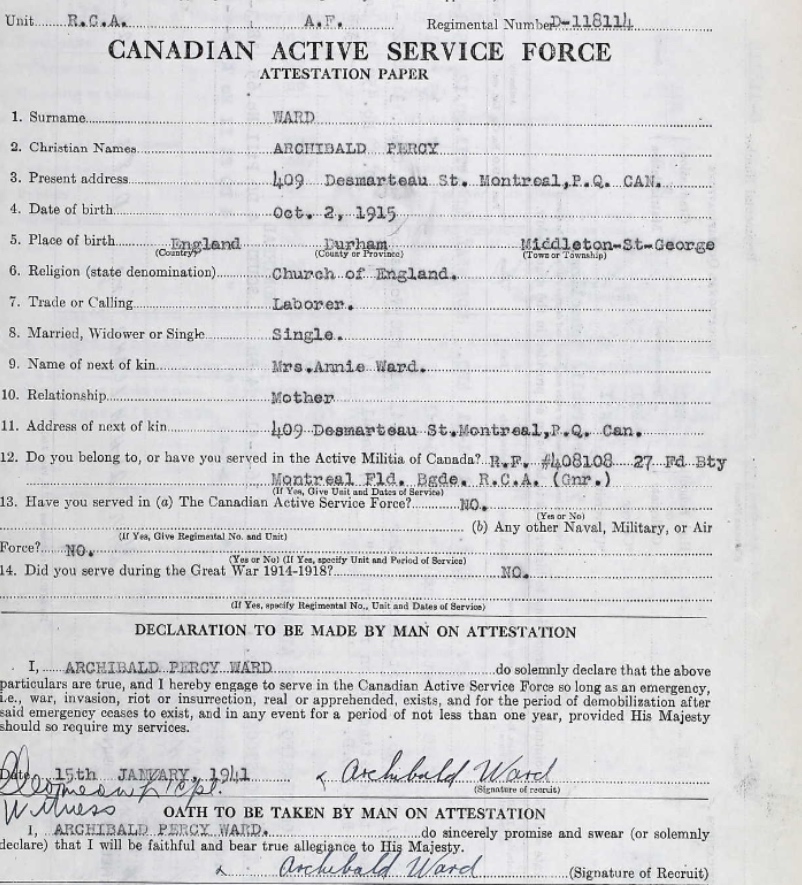 Unit R.C.A. A.F. Regimental Number D-118114
CANADIAN ACTIVE SERVICE FORCE
ATTESTATION PAPER
1. Surname WARD
2. Christian Names ARCHIBALD PERCY
3. Present address 409 Desmarteau St. Montreal,P.Q. CAN.
4. Date of birth Oct. 2, 1915
5. Place of birth England Durham Middleton-St-George
(Country) (County or Province) (Town or Township)
6. Religion (state denomination) Church of England.
7. Trade or Calling Laborer.
8. Married, Widower or Single Single.
9. Name of next of kin Mrs.Annie Ward.
10. Relationship Mother
11. Address of next of kin 409 Desmarteau St.Montreal,P.Q. Can.
12. Do you belong to, or have you served in the Active Militia of Canada? R.F. #408108 27 Fd Bty
Montreal Fld. Bgde. R.C.A. (Gnr.)
(If Yes, Give Unit and Dates of Service)
13. Have you served in (a) The Canadian Active Service Force? NO.
(Yes or No)
(b) Any other Naval, Military, or Air
(If Yes, Give Regimental No. and Unit)
Force? NO.
(Yes or No) (If Yes, specify Unit and Period of Service)
14. Did you serve during the Great War 1914-1918? NO.
(If Yes, specify Regimental No., Unit and Dates of Service)
DECLARATION TO BE MADE BY MAN ON ATTESTATION
I, ARCHIBALD PERCY WARD do solemnly declare that the above
particulars are true, and I hereby engage to serve in the Canadian Active Service Force so long as an emergency,
i.e., war, invasion, riot or insurrection, real or apprehended, exists, and for the period of demobilization after
said emergency ceases to exist, and in any event for a period of not less than one year, provided His Majesty
should so require my services.
Date 15th JANUARY, 1941 x Archibald Ward
(Signature of recruit)
Cpl.
Witness
OATH TO BE TAKEN BY MAN ON ATTESTATION
I, ARCHIBALD PERCY WARD. do sincerely promise and swear (or solemnly
declare) that I will be faithful and bear true allegiance to His Majesty.
x Archibald Ward (Signature of Recruit)